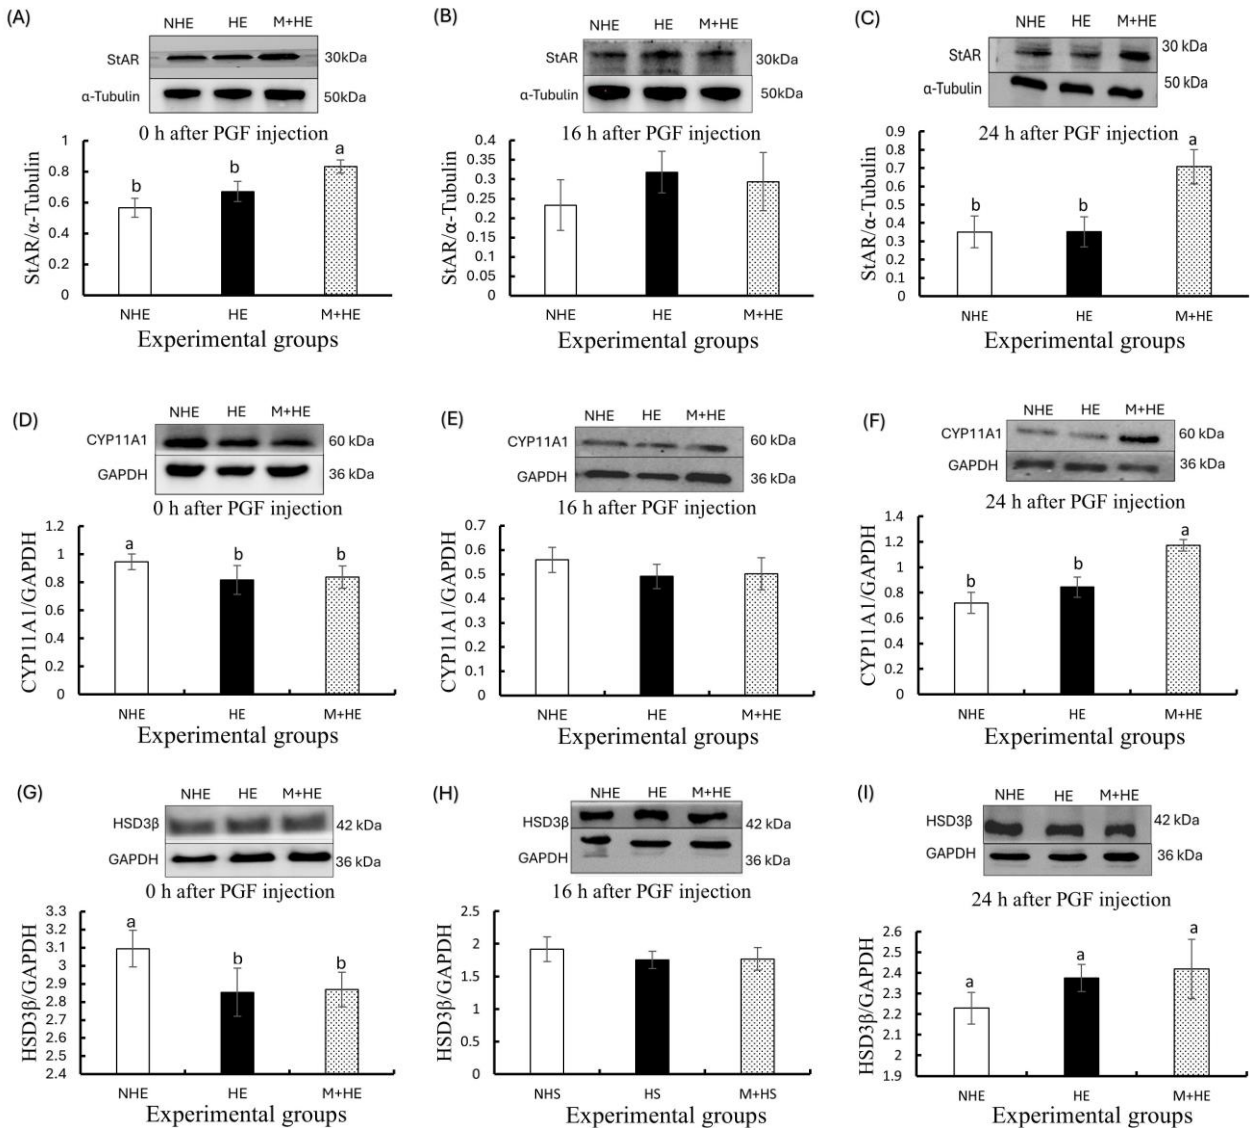 (A)
NHE HE M+HE
StAR 30kDa
α-Tubulin 50kDa
0 h after PGF injection
StAR/α-Tubulin
1
0.8
0.6
0.4
0.2
0
b b a
NHE HE M+HE
Experimental groups
(B)
NHE HE M+HE
StAR 30kDa
α-Tubulin 50kDa
16 h after PGF injection
StAR/α-Tubulin
0.4
0.35
0.3
0.25
0.2
0.15
0.1
0.05
0
NHE HE M+HE
Experimental groups
(C)
NHE HE M+HE
StAR 30 kDa
α-Tubulin 50 kDa
24 h after PGF injection
StAR/α-Tubulin
0.9
0.8
0.7
0.6
0.5
0.4
0.3
0.2
0.1
0
b b a
NHE HE M+HE
Experimental groups
(D)
NHE HE M+HE
CYP11A1 60 kDa
GAPDH 36 kDa
0 h after PGF injection
CYP11A1/GAPDH
1.2
1
0.8
0.6
0.4
0.2
0
a b b
NHE HE M+HE
Experimental groups
(E)
NHE HE M+HE
CYP11A1 60 kDa
GAPDH 36 kDa
16 h after PGF injection
CYP11A1/GAPDH
0.7
0.6
0.5
0.4
0.3
0.2
0.1
0
NHE HE M+HE
Experimental groups
(F)
NHE HE M+HE
CYP11A1 60 kDa
GAPDH 36 kDa
24 h after PGF injection
CYP11A1/GAPDH
1.4
1.2
1
0.8
0.6
0.4
0.2
0
b b a
NHE HE M+HE
Experimental groups
(G)
NHE HE M+HE
HSD3β 42 kDa
GAPDH 36 kDa
0 h after PGF injection
HSD3β/GAPDH
3.3
3.2
3.1
3
2.9
2.8
2.7
2.6
2.5
2.4
a b b
NHE HE M+HE
Experimental groups
(H)
NHE HE M+HE
HSD3β 42 kDa
GAPDH 36 kDa
16 h after PGF injection
HSD3β/GAPDH
2.5
2
1.5
1
0.5
0
NHS HS M+HS
Experimental groups
(I)
NHE HE M+HE
HSD3β 42 kDa
GAPDH 36 kDa
24 h after PGF injection
HSD3β/GAPDH
2.6
2.5
2.4
2.3
2.2
2.1
2
1.9
a a a
NHE HE M+HE
Experimental groups